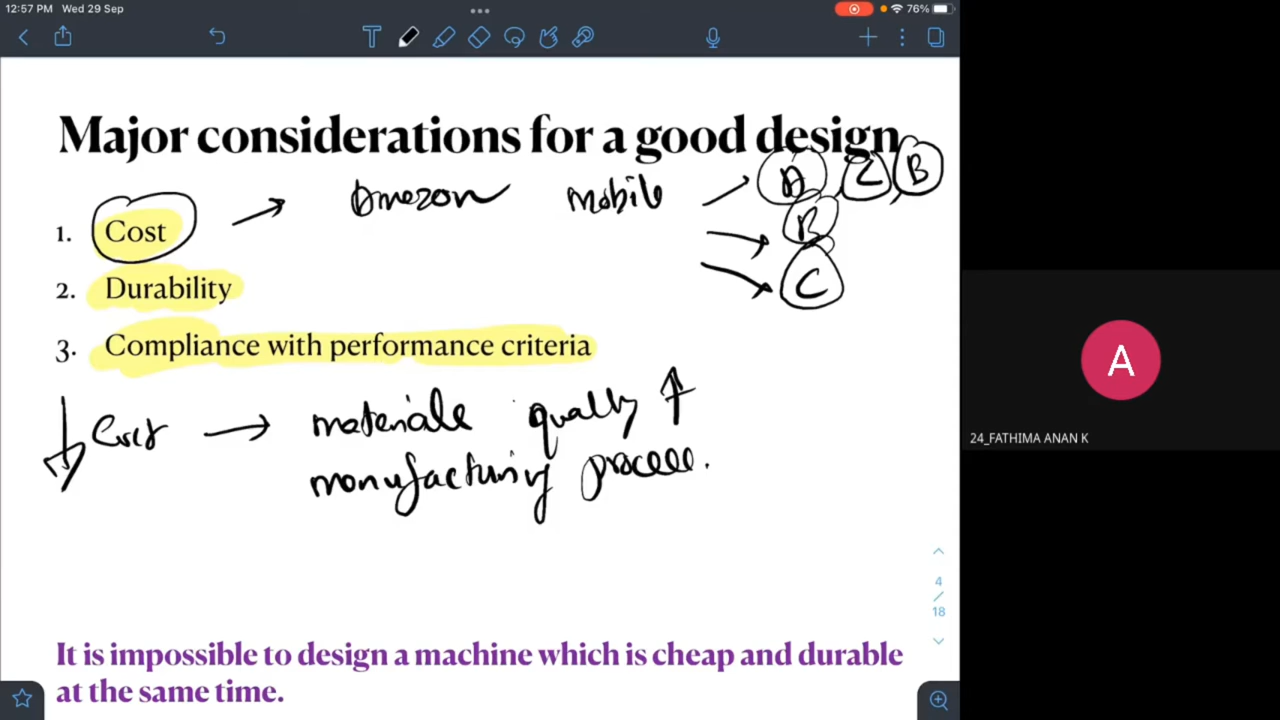 12:57 PM Wed 29 Sep
76%
Major considerations for a good design
1. Cost → Amazon mobile → A, C, B
→ B
→ C
2. Durability
3. Compliance with performance criteria
↓ Cost → materials quality ↑
manufacturing process.
24_FATHIMA ANAN K
A
4
/
18
It is impossible to design a machine which is cheap and durable
at the same time.